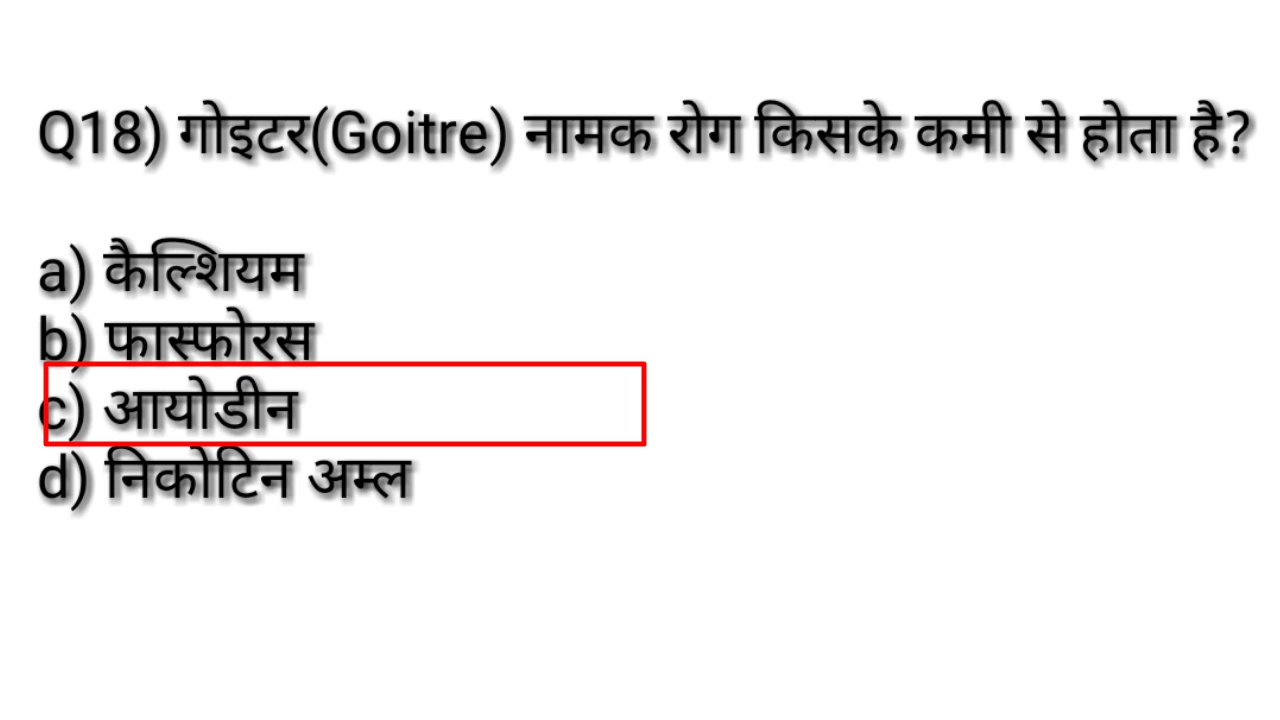 Q18) गोइटर(Goitre) नामक रोग किसके कमी से होता है?
a) कैल्शियम
b) फास्फोरस
c) आयोडीन
d) निकोटिन अम्ल